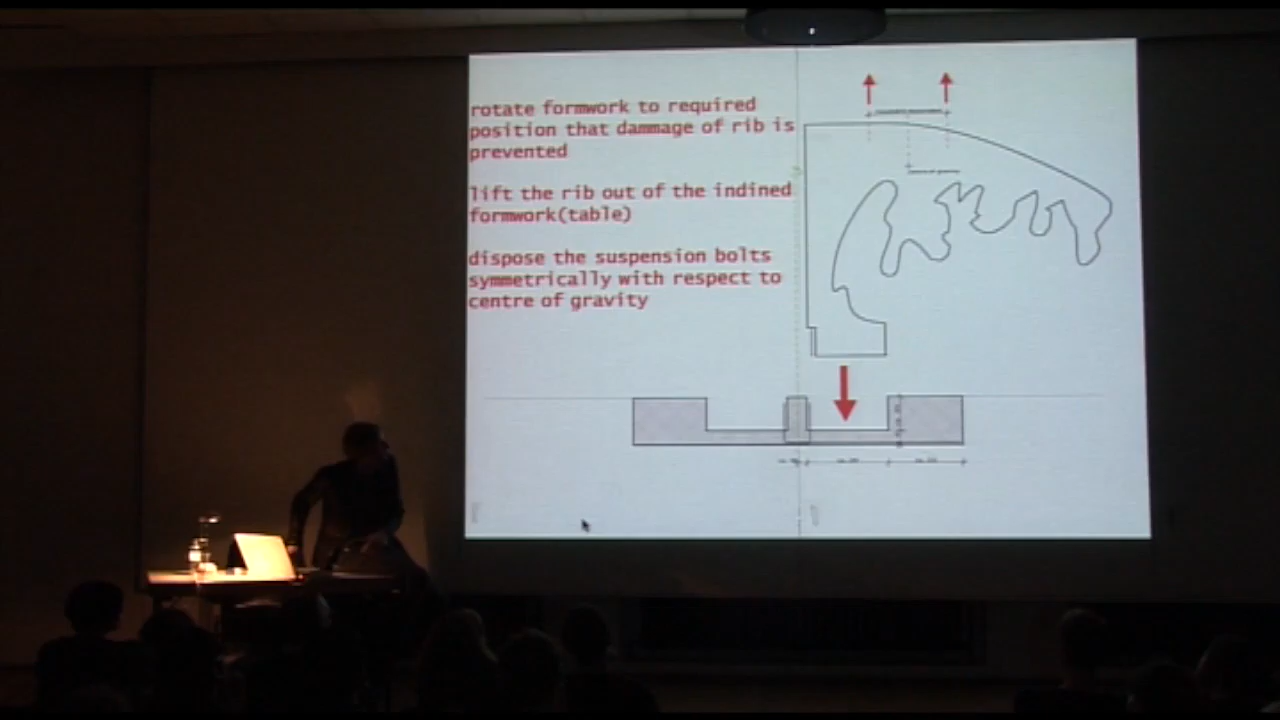 rotate formwork to required
position that dammage of rib is
prevented
lift the rib out of the indined
formwork(table)
dispose the suspension bolts
symmetrically with respect to
centre of gravity